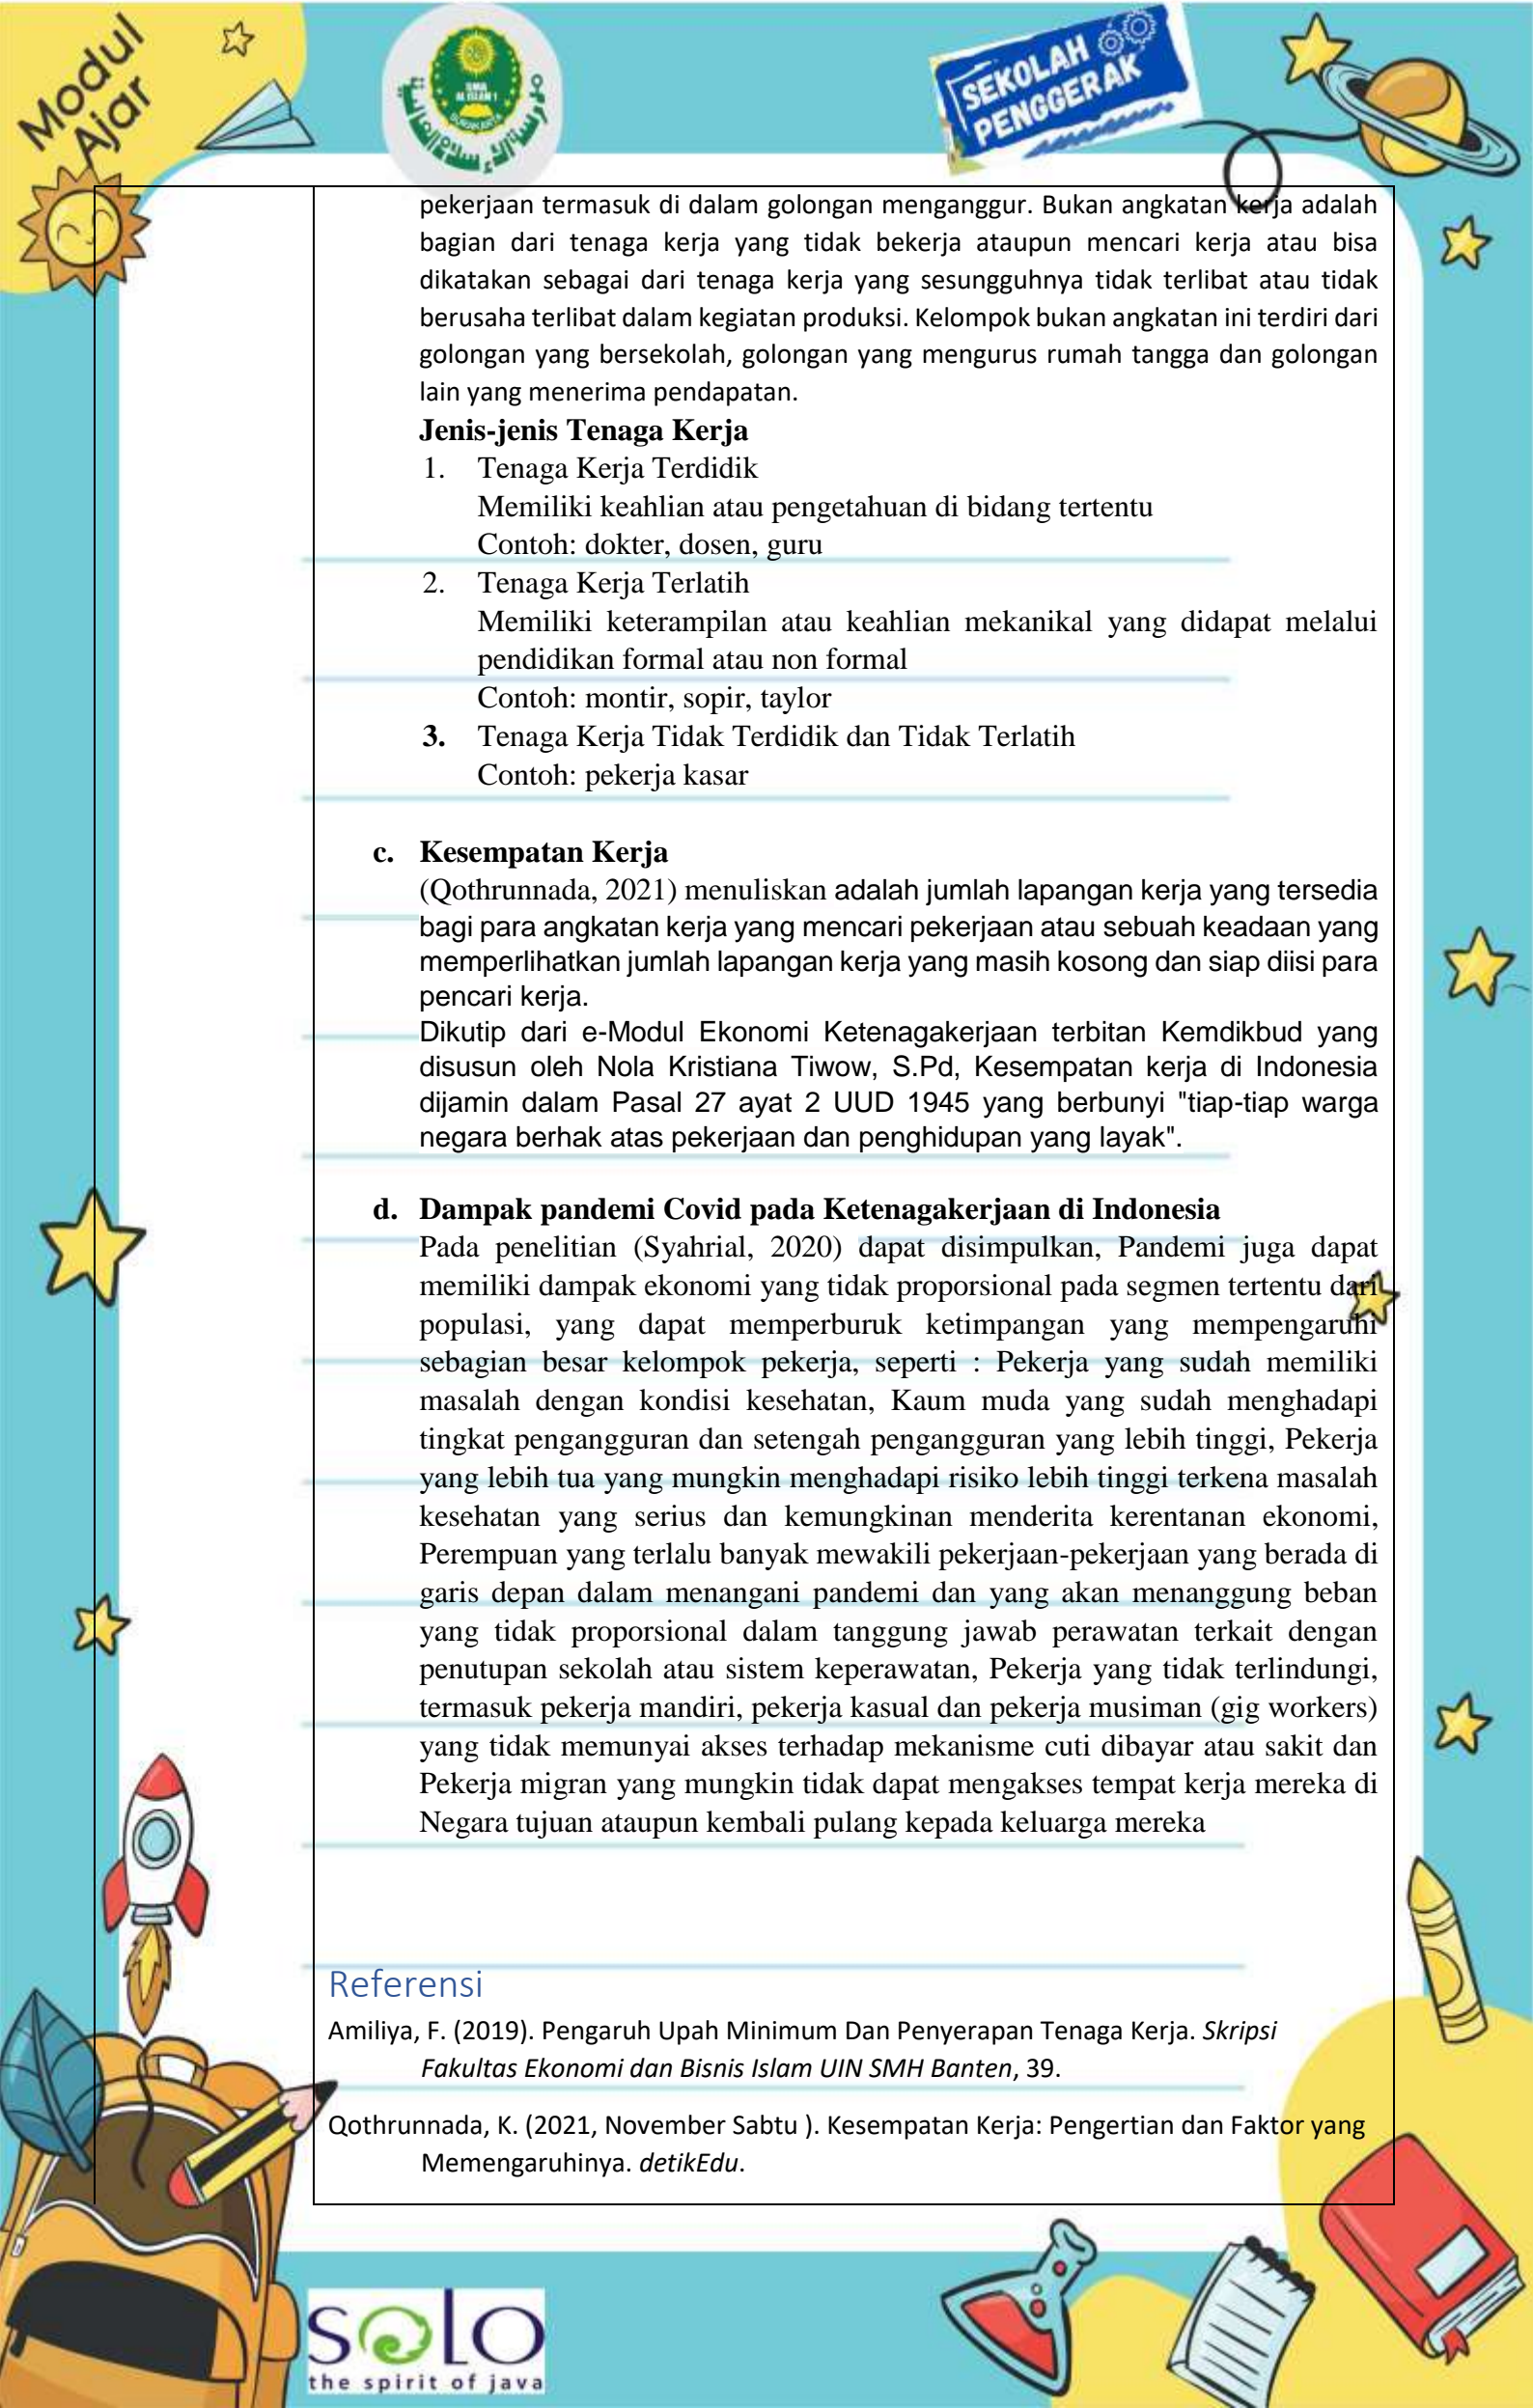 Modul
Ajar
SMA
AL ISLAM 1
SURAKARTA
SEKOLAH
PENGGERAK
pekerjaan termasuk di dalam golongan menganggur. Bukan angkatan kerja adalah
bagian dari tenaga kerja yang tidak bekerja ataupun mencari kerja atau bisa
dikatakan sebagai dari tenaga kerja yang sesungguhnya tidak terlibat atau tidak
berusaha terlibat dalam kegiatan produksi. Kelompok bukan angkatan ini terdiri dari
golongan yang bersekolah, golongan yang mengurus rumah tangga dan golongan
lain yang menerima pendapatan.
Jenis-jenis Tenaga Kerja
1. Tenaga Kerja Terdidik
Memiliki keahlian atau pengetahuan di bidang tertentu
Contoh: dokter, dosen, guru
2. Tenaga Kerja Terlatih
Memiliki keterampilan atau keahlian mekanikal yang didapat melalui
pendidikan formal atau non formal
Contoh: montir, sopir, taylor
3. Tenaga Kerja Tidak Terdidik dan Tidak Terlatih
Contoh: pekerja kasar
c. Kesempatan Kerja
(Qothrunnada, 2021) menuliskan adalah jumlah lapangan kerja yang tersedia
bagi para angkatan kerja yang mencari pekerjaan atau sebuah keadaan yang
memperlihatkan jumlah lapangan kerja yang masih kosong dan siap diisi para
pencari kerja.
Dikutip dari e-Modul Ekonomi Ketenagakerjaan terbitan Kemdikbud yang
disusun oleh Nola Kristiana Tiwow, S.Pd, Kesempatan kerja di Indonesia
dijamin dalam Pasal 27 ayat 2 UUD 1945 yang berbunyi "tiap-tiap warga
negara berhak atas pekerjaan dan penghidupan yang layak".
d. Dampak pandemi Covid pada Ketenagakerjaan di Indonesia
Pada penelitian (Syahrial, 2020) dapat disimpulkan, Pandemi juga dapat
memiliki dampak ekonomi yang tidak proporsional pada segmen tertentu dari
populasi, yang dapat memperburuk ketimpangan yang mempengaruhi
sebagian besar kelompok pekerja, seperti : Pekerja yang sudah memiliki
masalah dengan kondisi kesehatan, Kaum muda yang sudah menghadapi
tingkat pengangguran dan setengah pengangguran yang lebih tinggi, Pekerja
yang lebih tua yang mungkin menghadapi risiko lebih tinggi terkena masalah
kesehatan yang serius dan kemungkinan menderita kerentanan ekonomi,
Perempuan yang terlalu banyak mewakili pekerjaan-pekerjaan yang berada di
garis depan dalam menangani pandemi dan yang akan menanggung beban
yang tidak proporsional dalam tanggung jawab perawatan terkait dengan
penutupan sekolah atau sistem keperawatan, Pekerja yang tidak terlindungi,
termasuk pekerja mandiri, pekerja kasual dan pekerja musiman (gig workers)
yang tidak memunyai akses terhadap mekanisme cuti dibayar atau sakit dan
Pekerja migran yang mungkin tidak dapat mengakses tempat kerja mereka di
Negara tujuan ataupun kembali pulang kepada keluarga mereka
Referensi
Amiliya, F. (2019). Pengaruh Upah Minimum Dan Penyerapan Tenaga Kerja. Skripsi
Fakultas Ekonomi dan Bisnis Islam UIN SMH Banten, 39.
Qothrunnada, K. (2021, November Sabtu ). Kesempatan Kerja: Pengertian dan Faktor yang
Memengaruhinya. detikEdu.
solo
the spirit of java